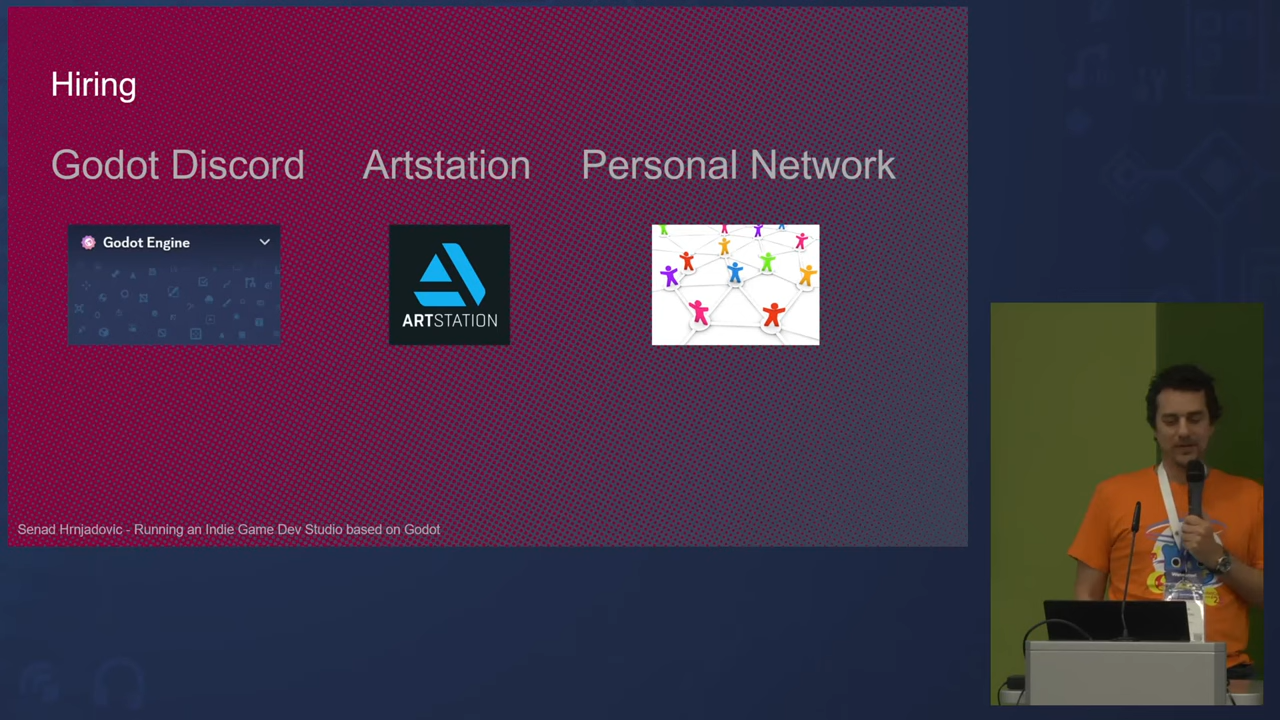 Hiring
Godot Discord
Artstation
Personal Network
Godot Engine
ARTSTATION
Senad Hrnjadovic - Running an Indie Game Dev Studio based on Godot